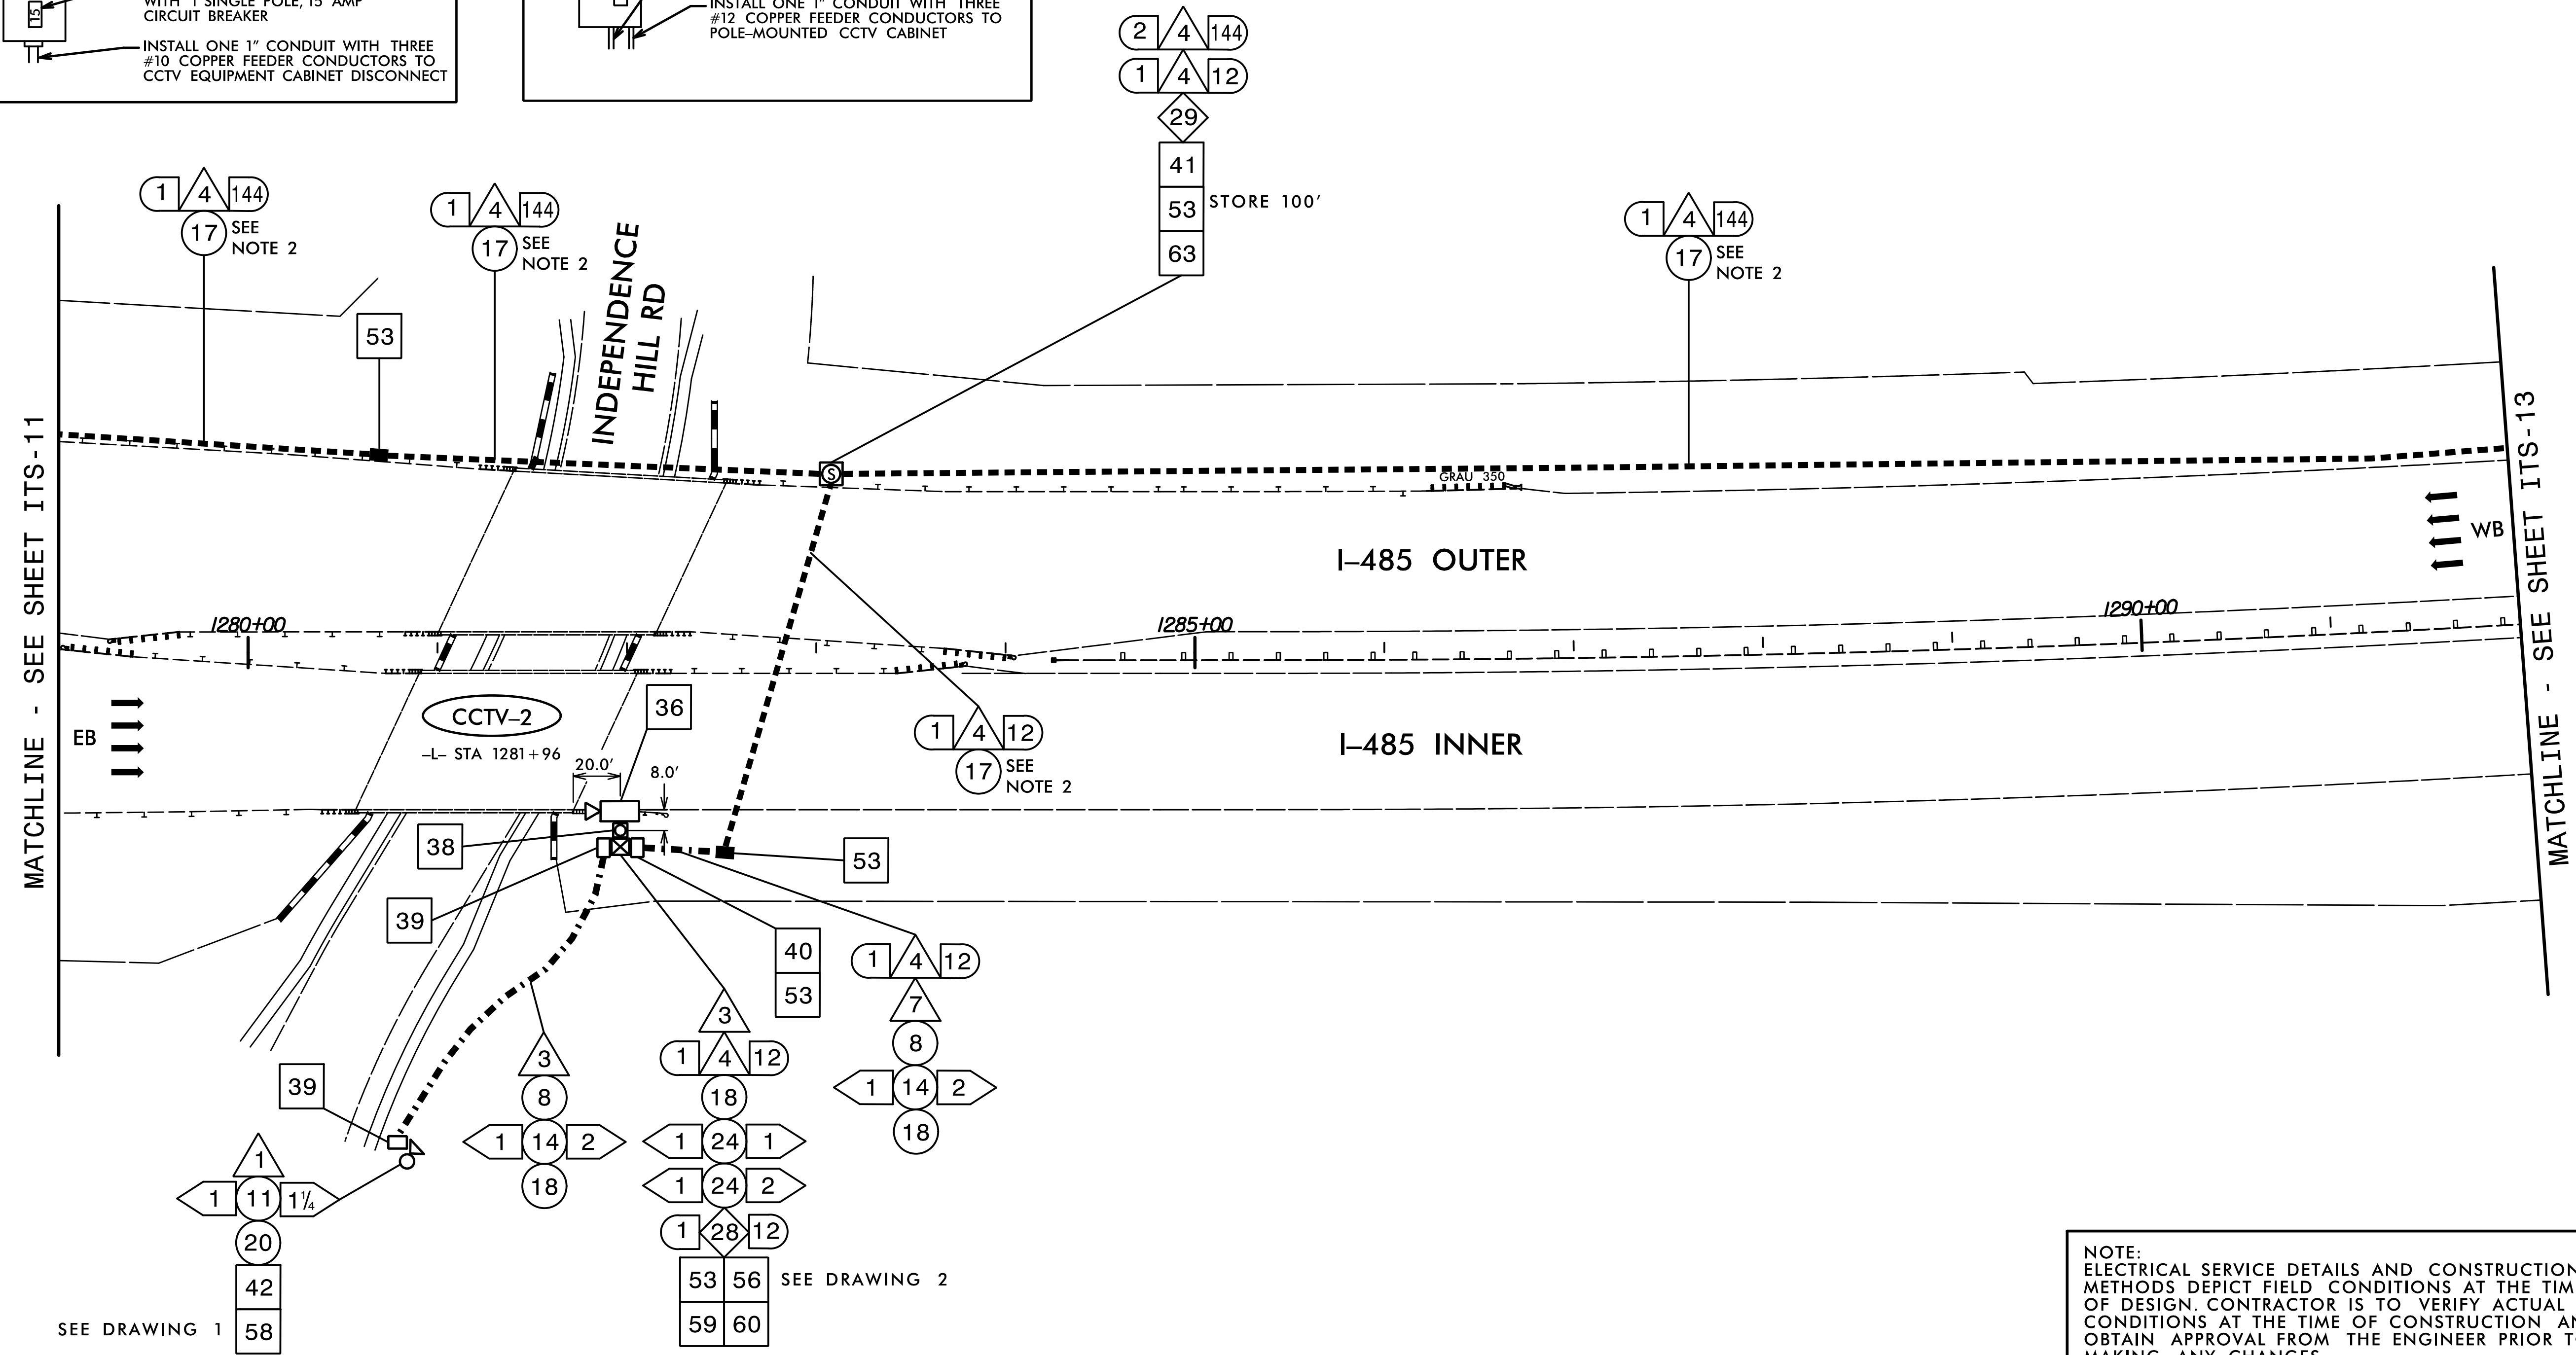 WITH 1 SINGLE POLE, 15 AMP
CIRCUIT BREAKER
15
INSTALL ONE 1" CONDUIT WITH THREE
#10 COPPER FEEDER CONDUCTORS TO
CCTV EQUIPMENT CABINET DISCONNECT
INSTALL ONE 1" CONDUIT WITH THREE
#12 COPPER FEEDER CONDUCTORS TO
POLE-MOUNTED CCTV CABINET
2 4 144
1 4 12
29
41
53 STORE 100'
63
1 4 144
17 SEE
NOTE 2
1 4 144
17 SEE
NOTE 2
1 4 144
17 SEE
NOTE 2
53
INDEPENDENCE
HILL RD
MATCHLINE - SEE SHEET ITS-11
MATCHLINE - SEE SHEET ITS-13
S
GRAU 350
I-485 OUTER
WB
1280+00
1285+00
1290+00
CCTV-2
-L- STA 1281+96
EB
36
20.0'
8.0'
1 4 12
17 SEE
NOTE 2
I-485 INNER
38
39
53
40
53
1 4 12
7
8
1 14 2
18
3
1 4 12
18
1 24 1
1 24 2
1 28 12
53 56 SEE DRAWING 2
59 60
3
8
1 14 2
18
39
1
1 11 1¼
20
42
SEE DRAWING 1 58
NOTE:
ELECTRICAL SERVICE DETAILS AND CONSTRUCTION
METHODS DEPICT FIELD CONDITIONS AT THE TIM
OF DESIGN. CONTRACTOR IS TO VERIFY ACTUAL
CONDITIONS AT THE TIME OF CONSTRUCTION AN
OBTAIN APPROVAL FROM THE ENGINEER PRIOR TO
MAKING ANY CHANGES